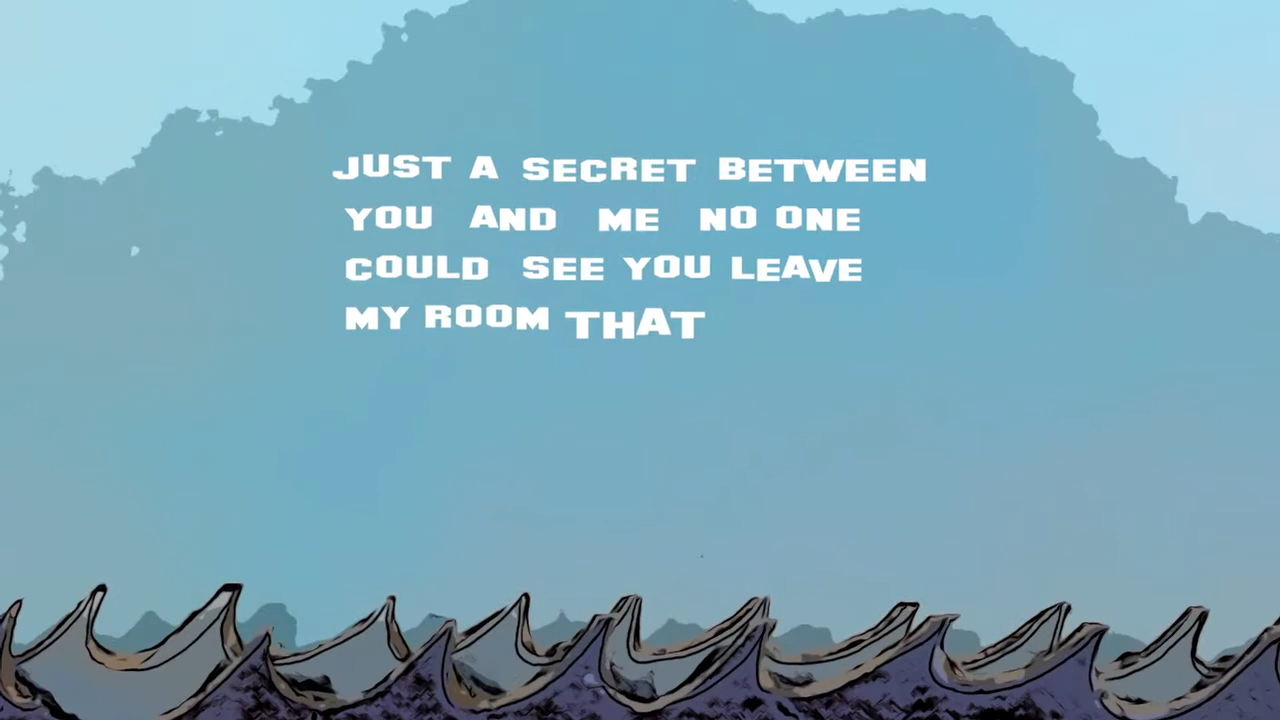 JUST A SECRET BETWEEN
YOU AND ME NO ONE
COULD SEE YOU LEAVE
MY ROOM THAT